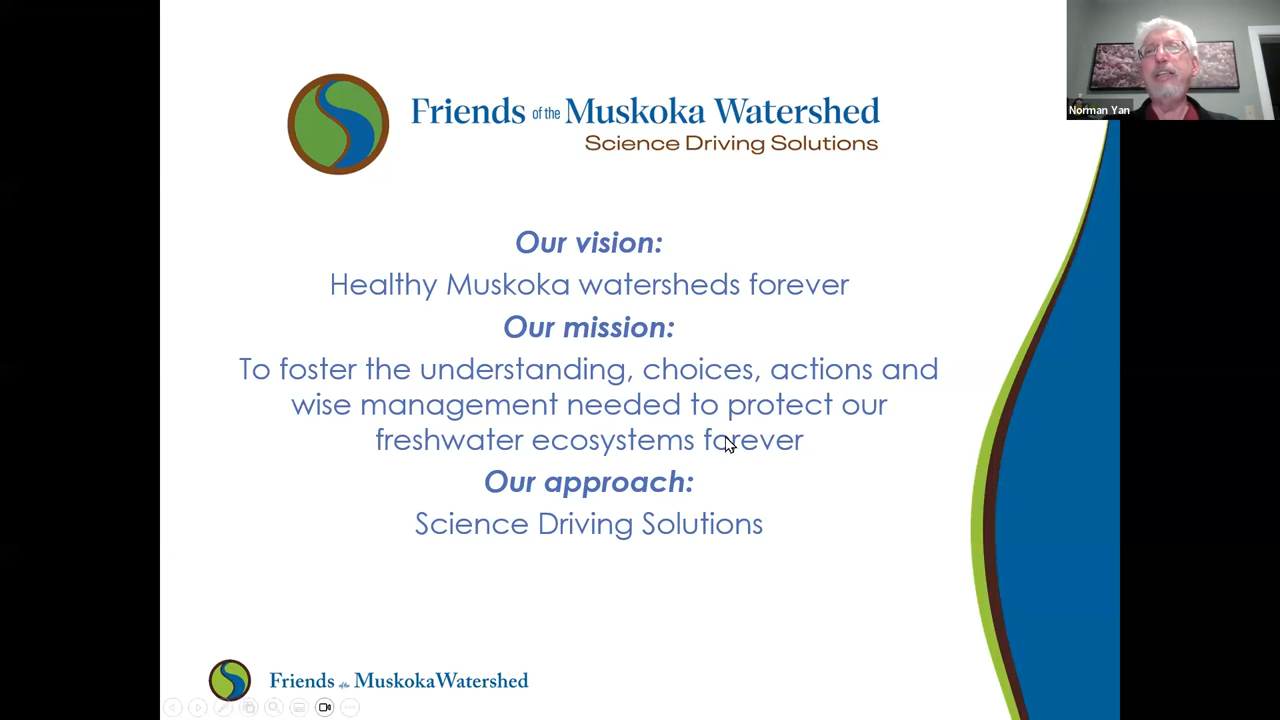 Friends of the Muskoka Watershed
Science Driving Solutions
Norman Yan
Our vision:
Healthy Muskoka watersheds forever
Our mission:
To foster the understanding, choices, actions and
wise management needed to protect our
freshwater ecosystems forever
Our approach:
Science Driving Solutions
Friends of the MuskokaWatershed